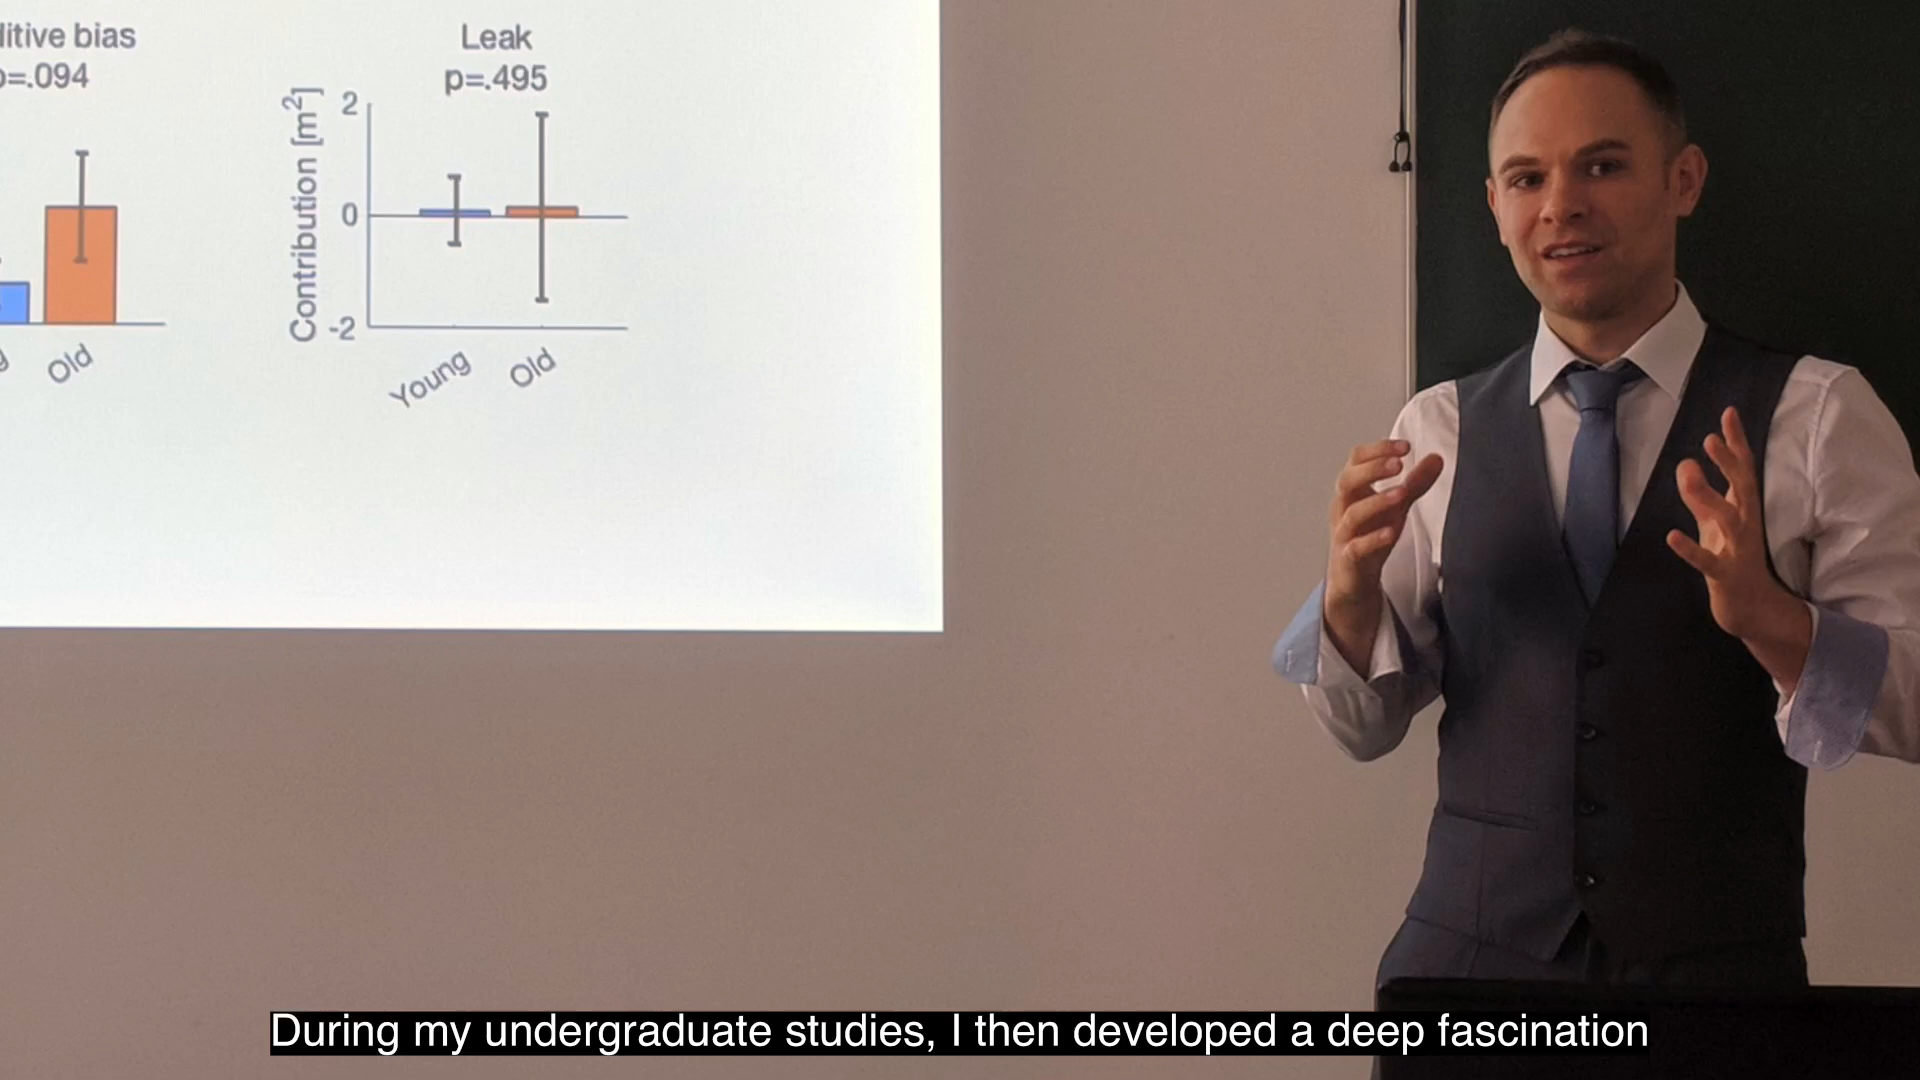 ditive bias
p=.094
Old
Leak
p=.495
Contribution [m²]
2
0
-2
Young
Old
During my undergraduate studies, I then developed a deep fascination